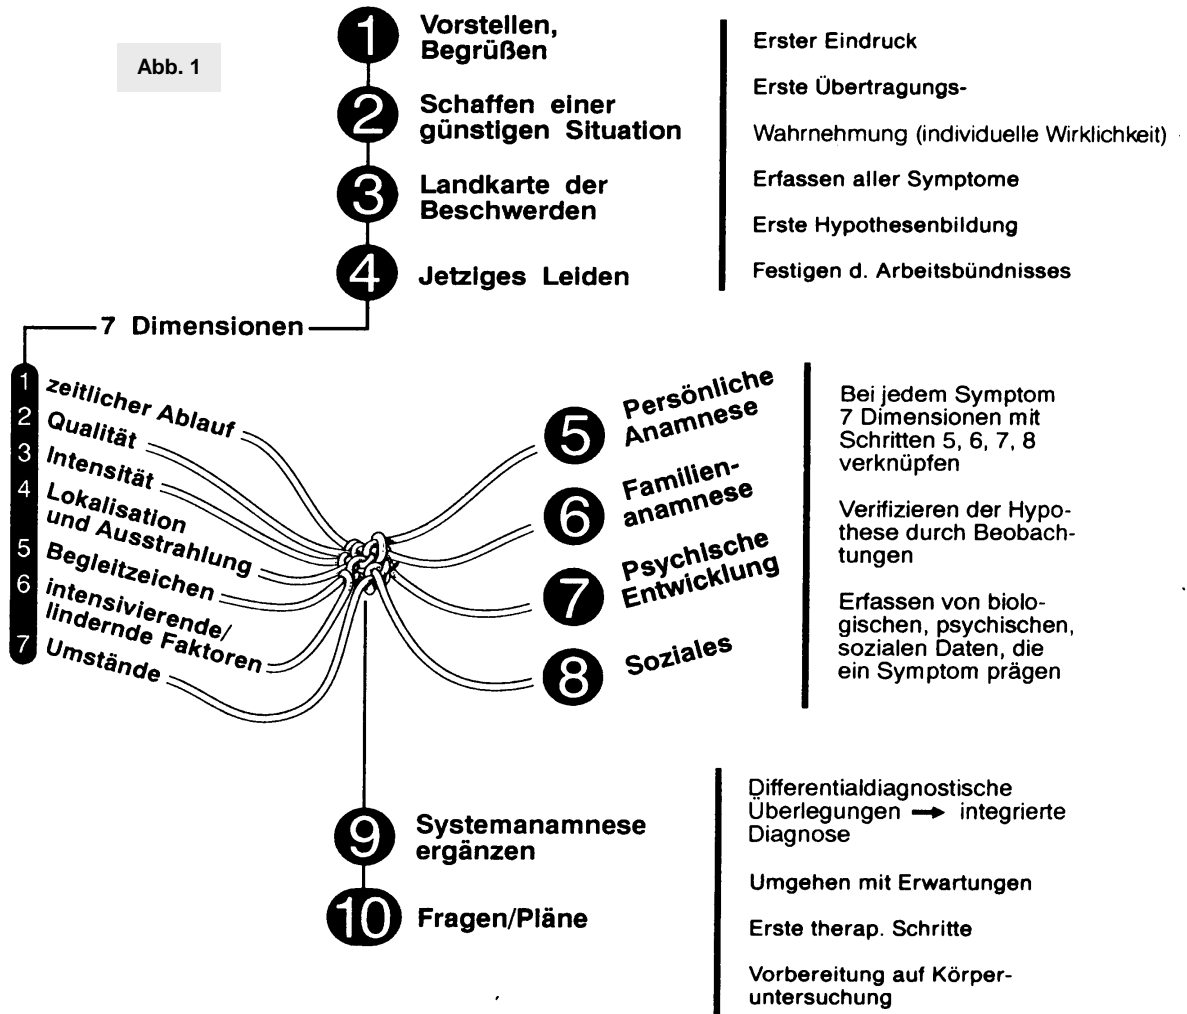 Abb. 1
1
Vorstellen,
Begrüßen
2
Schaffen einer
günstigen Situation
3
Landkarte der
Beschwerden
4
Jetziges Leiden
Erster Eindruck
Erste Übertragungs-
Wahrnehmung (individuelle Wirklichkeit)
Erfassen aller Symptome
Erste Hypothesenbildung
Festigen d. Arbeitsbündnisses
7 Dimensionen
1
zeitlicher Ablauf
2
Qualität
3
Intensität
4
Lokalisation
und Ausstrahlung
5
Begleitzeichen
6
intensivierende/
lindernde Faktoren
7
Umstände
5
Persönliche
Anamnese
6
Familien-
anamnese
7
Psychische
Entwicklung
8
Soziales
Bei jedem Symptom
7 Dimensionen mit
Schritten 5, 6, 7, 8
verknüpfen
Verifizieren der Hypo-
these durch Beobach-
tungen
Erfassen von biolo-
gischen, psychischen,
sozialen Daten, die
ein Symptom prägen
9
Systemanamnese
ergänzen
10
Fragen/Pläne
Differentialdiagnostische
Überlegungen → integrierte
Diagnose
Umgehen mit Erwartungen
Erste therap. Schritte
Vorbereitung auf Körper-
untersuchung